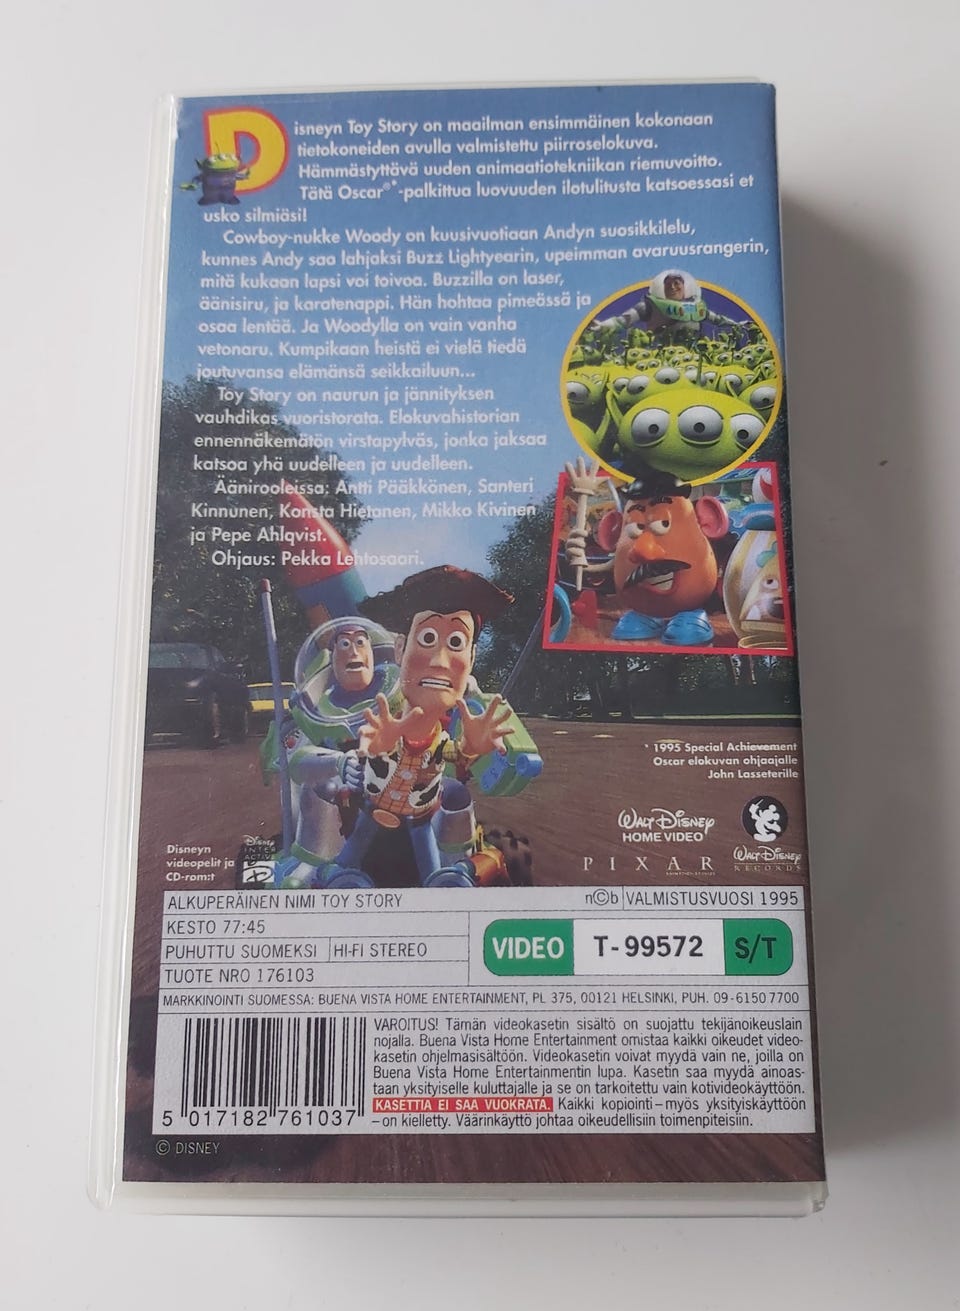 Disneyn Toy Story on maailman ensimmäinen kokonaan
tietokoneiden avulla valmistettu piirroselokuva.
Hämmästyttävä uuden animaatiotekniikan riemuvoitto.
Tätä Oscar®*-palkittua luovuuden ilotulitusta katsoessasi et
usko silmiäsi!
Cowboy-nukke Woody on kuusivuotiaan Andyn suosikkilelu,
kunnes Andy saa lahjaksi Buzz Lightyearin, upeimman avaruusrangerin,
mitä kukaan lapsi voi toivoa. Buzzilla on laser,
äänisiru, ja karatenappi. Hän hohtaa pimeässä ja
osaa lentää. Ja Woodylla on vain vanha
vetonaru. Kumpikaan heistä ei vielä tiedä
joutuvansa elämänsä seikkailuun...
Toy Story on naurun ja jännityksen
vauhdikas vuoristorata. Elokuvahistorian
ennennäkemätön virstapylväs, jonka jaksaa
katsoa yhä uudelleen ja uudelleen.
Äänirooleissa: Antti Pääkkönen, Santeri
Kinnunen, Konsta Hietanen, Mikko Kivinen
ja Pepe Ahlqvist.
Ohjaus: Pekka Lehtosaari.
* 1995 Special Achievement
Oscar elokuvan ohjaajalle
John Lasseterille
WALT DISNEY
HOME VIDEO
PIXAR
WALT DISNEY
RECORDS
Disneyn
videopelit ja
CD-rom:t
Disney
INTER
ACTIVE
ALKUPERÄINEN NIMI TOY STORY
n©b VALMISTUSVUOSI 1995
KESTO 77:45
PUHUTTU SUOMEKSI HI-FI STEREO
TUOTE NRO 176103
VIDEO T-99572 S/T
MARKKINOINTI SUOMESSA: BUENA VISTA HOME ENTERTAINMENT, PL 375, 00121 HELSINKI, PUH. 09-6150 7700
VAROITUS! Tämän videokasetin sisältö on suojattu tekijänoikeuslain
nojalla. Buena Vista Home Entertainment omistaa kaikki oikeudet video-
kasetin ohjelmasisältöön. Videokasetin voivat myydä vain ne, joilla on
Buena Vista Home Entertainmentin lupa. Kasetin saa myydä ainoas-
taan yksityiselle kuluttajalle ja se on tarkoitettu vain kotivideokäyttöön.
KASETTIA EI SAA VUOKRATA. Kaikki kopiointi – myös yksityiskäyttöön
– on kielletty. Väärinkäyttö johtaa oikeudellisiin toimenpiteisiin.
5 017182 761037
© DISNEY